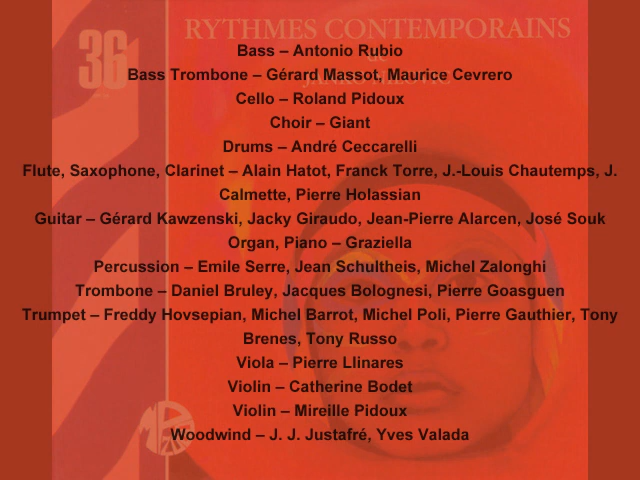 36
RYTHMES CONTEMPORAINS
de
Bass – Antonio Rubio
Bass Trombone – Gérard Massot, Maurice Cevrero
Cello – Roland Pidoux
Choir – Giant
Drums – André Ceccarelli
Flute, Saxophone, Clarinet – Alain Hatot, Franck Torre, J.-Louis Chautemps, J.
Calmette, Pierre Holassian
Guitar – Gérard Kawzenski, Jacky Giraudo, Jean-Pierre Alarcen, José Souk
Organ, Piano – Graziella
Percussion – Emile Serre, Jean Schultheis, Michel Zalonghi
Trombone – Daniel Bruley, Jacques Bolognesi, Pierre Goasguen
Trumpet – Freddy Hovsepian, Michel Barrot, Michel Poli, Pierre Gauthier, Tony
Brenes, Tony Russo
Viola – Pierre Llinares
Violin – Catherine Bodet
Violin – Mireille Pidoux
Woodwind – J. J. Justafré, Yves Valada